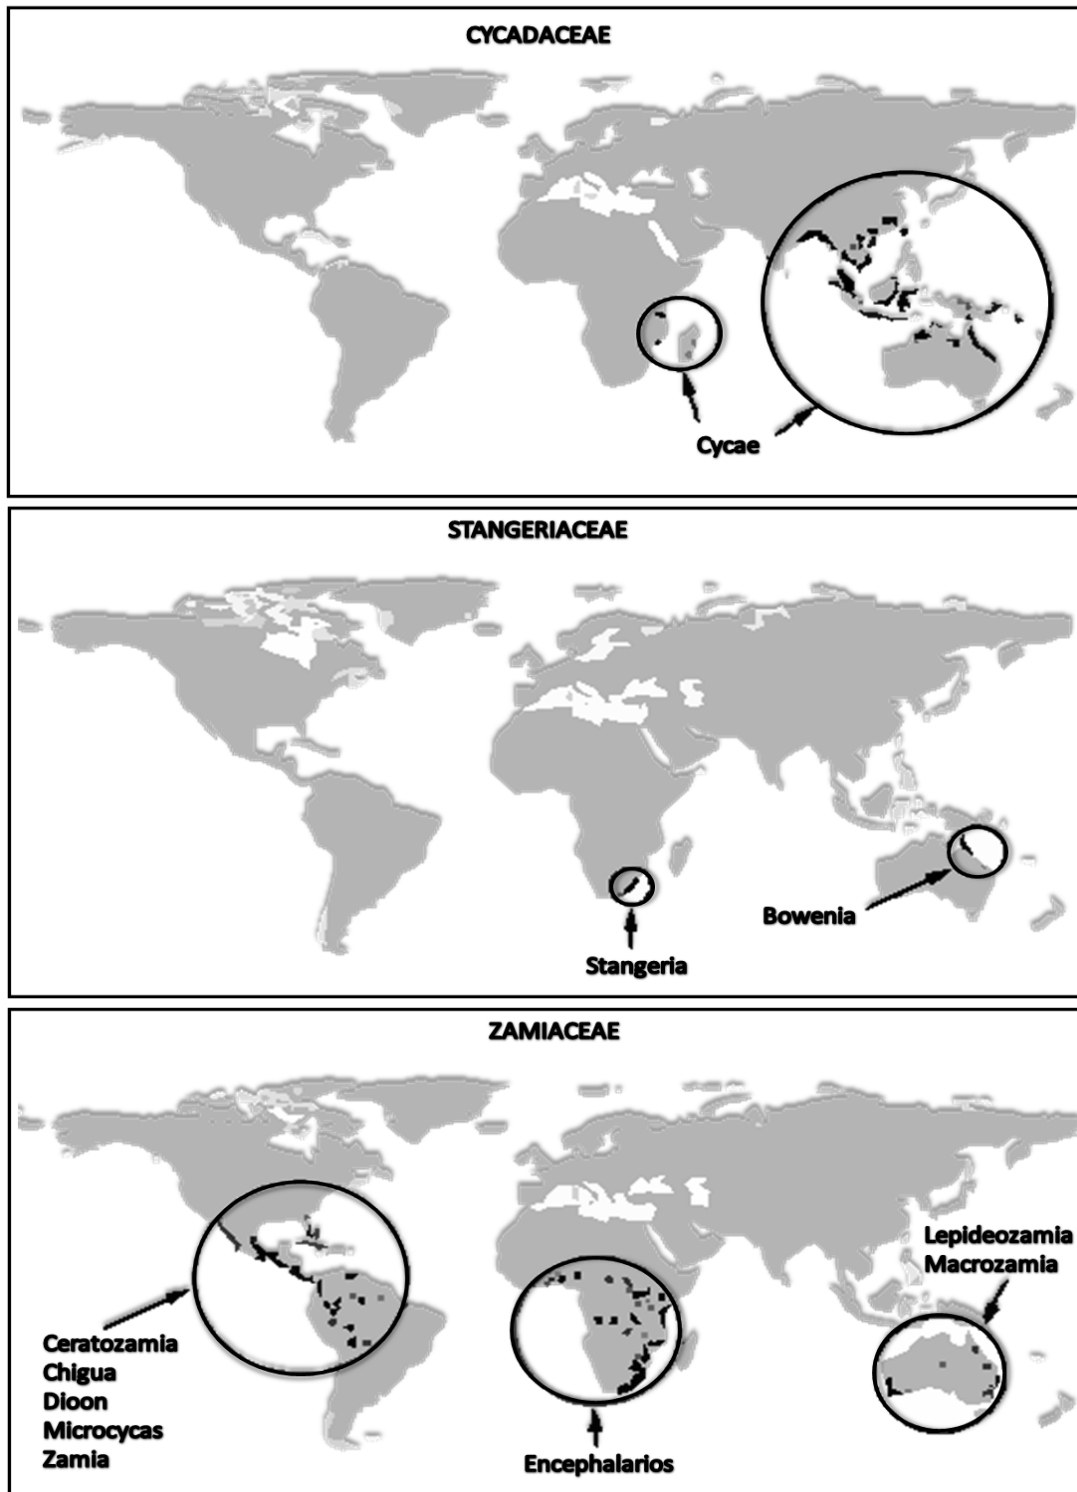 CYCADACEAE
Cycae
STANGERIACEAE
Bowenia
Stangeria
ZAMIACEAE
Lepideozamia
Macrozamia
Ceratozamia
Chigua
Dioon
Microcycas
Zamia
Encephalarios